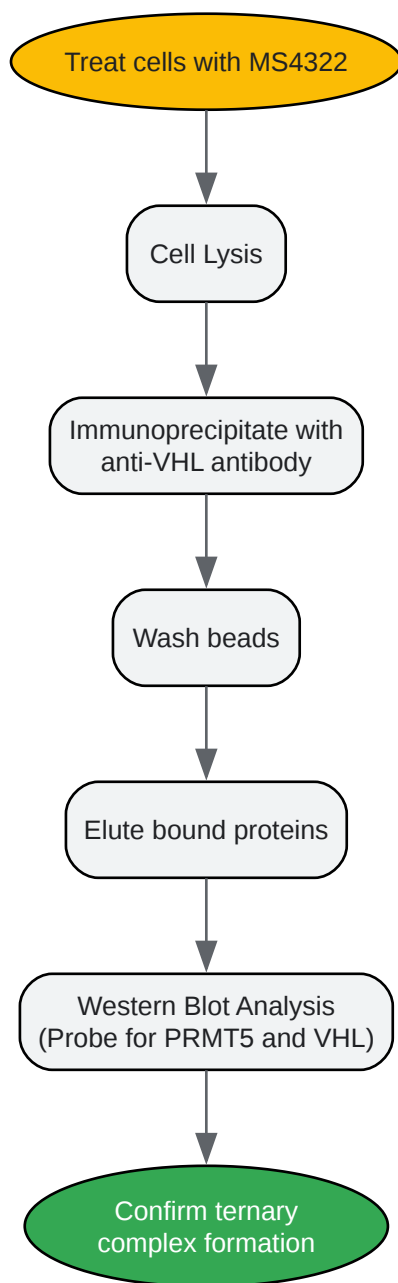 Treat cells with MS4322
Cell Lysis
Immunoprecipitate with
anti-VHL antibody
Wash beads
Elute bound proteins
Western Blot Analysis
(Probe for PRMT5 and VHL)
Confirm ternary
complex formation